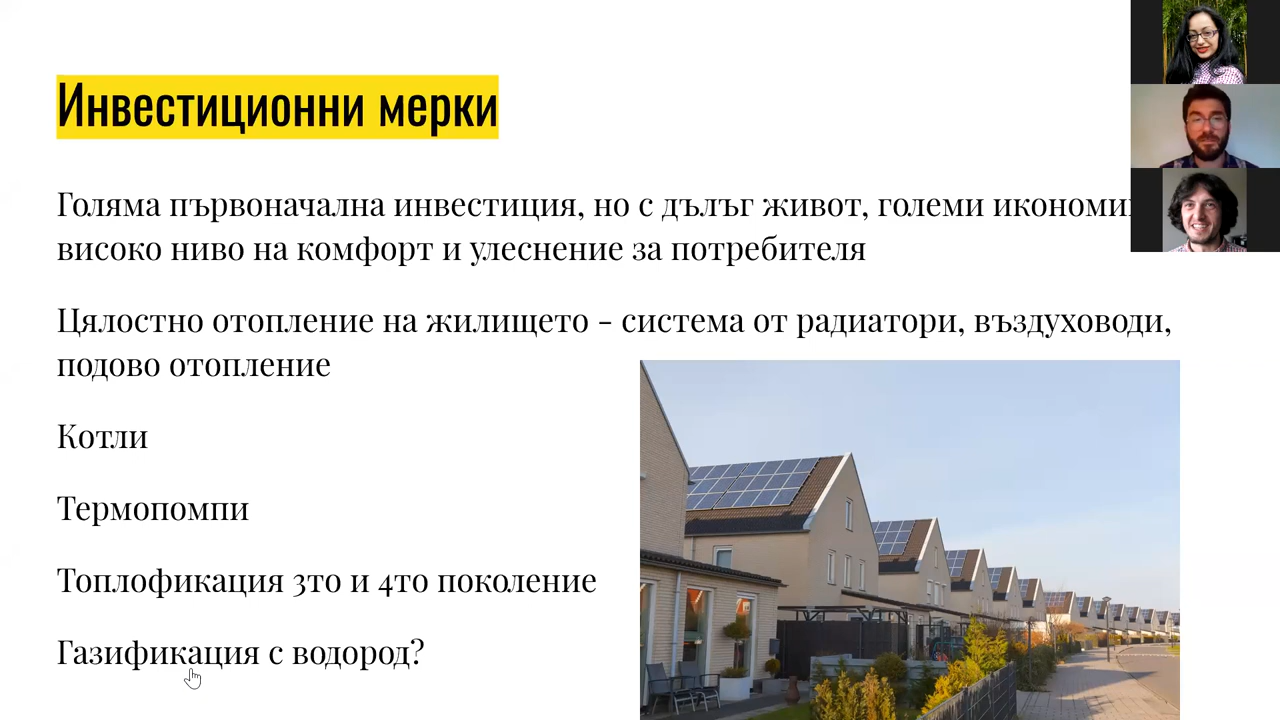 Инвестиционни мерки
Голяма първоначална инвестиция, но с дълъг живот, големи
високо ниво на комфорт и улеснение за потребителя
Цялостно отопление на жилището - система от радиатори, въздуховоди,
подово отопление
Котли
Термопомпи
Топлофикация 3то и 4то поколение
Газификация с водород?